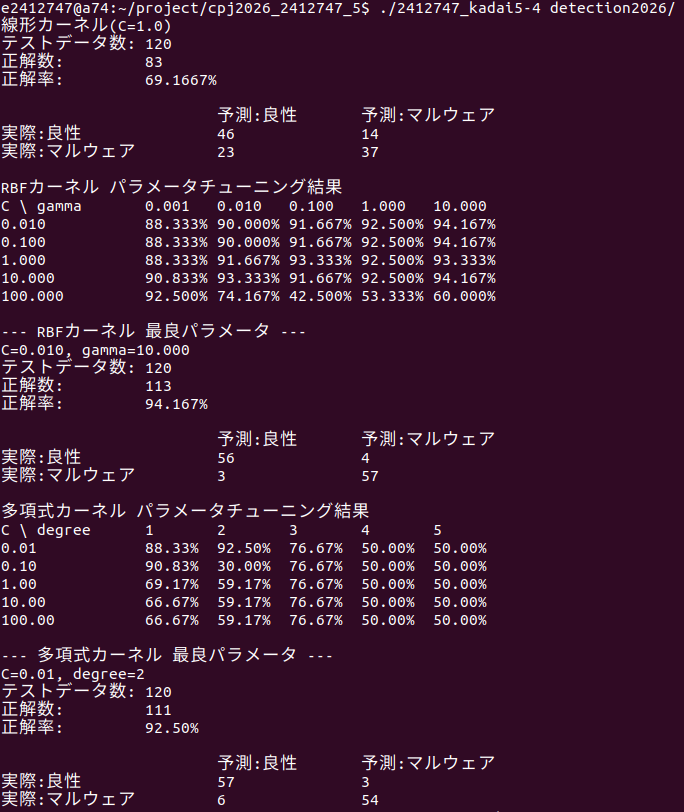 e2412747@a74:~/project/cpj2026_2412747_5$ ./2412747_kadai5-4 detection2026/
線形カーネル(C=1.0)
テストデータ数: 120
正解数: 83
正解率: 69.1667%
予測:良性 予測:マルウェア
実際:良性 46 14
実際:マルウェア 23 37
RBFカーネル パラメータチューニング結果
C \ gamma 0.001 0.010 0.100 1.000 10.000
0.010 88.333% 90.000% 91.667% 92.500% 94.167%
0.100 88.333% 90.000% 91.667% 92.500% 94.167%
1.000 88.333% 91.667% 93.333% 92.500% 93.333%
10.000 90.833% 93.333% 91.667% 92.500% 94.167%
100.000 92.500% 74.167% 42.500% 53.333% 60.000%
--- RBFカーネル 最良パラメータ ---
C=0.010, gamma=10.000
テストデータ数: 120
正解数: 113
正解率: 94.167%
予測:良性 予測:マルウェア
実際:良性 56 4
実際:マルウェア 3 57
多項式カーネル パラメータチューニング結果
C \ degree 1 2 3 4 5
0.01 88.33% 92.50% 76.67% 50.00% 50.00%
0.10 90.83% 30.00% 76.67% 50.00% 50.00%
1.00 69.17% 59.17% 76.67% 50.00% 50.00%
10.00 66.67% 59.17% 76.67% 50.00% 50.00%
100.00 66.67% 59.17% 76.67% 50.00% 50.00%
--- 多項式カーネル 最良パラメータ ---
C=0.01, degree=2
テストデータ数: 120
正解数: 111
正解率: 92.50%
予測:良性 予測:マルウェア
実際:良性 57 3
実際:マルウェア 6 54